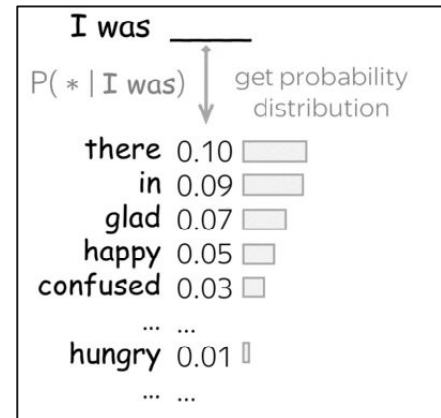 I was ____
P( * | I was) get probability
distribution
there 0.10
in 0.09
glad 0.07
happy 0.05
confused 0.03
... ...
hungry 0.01
... ...